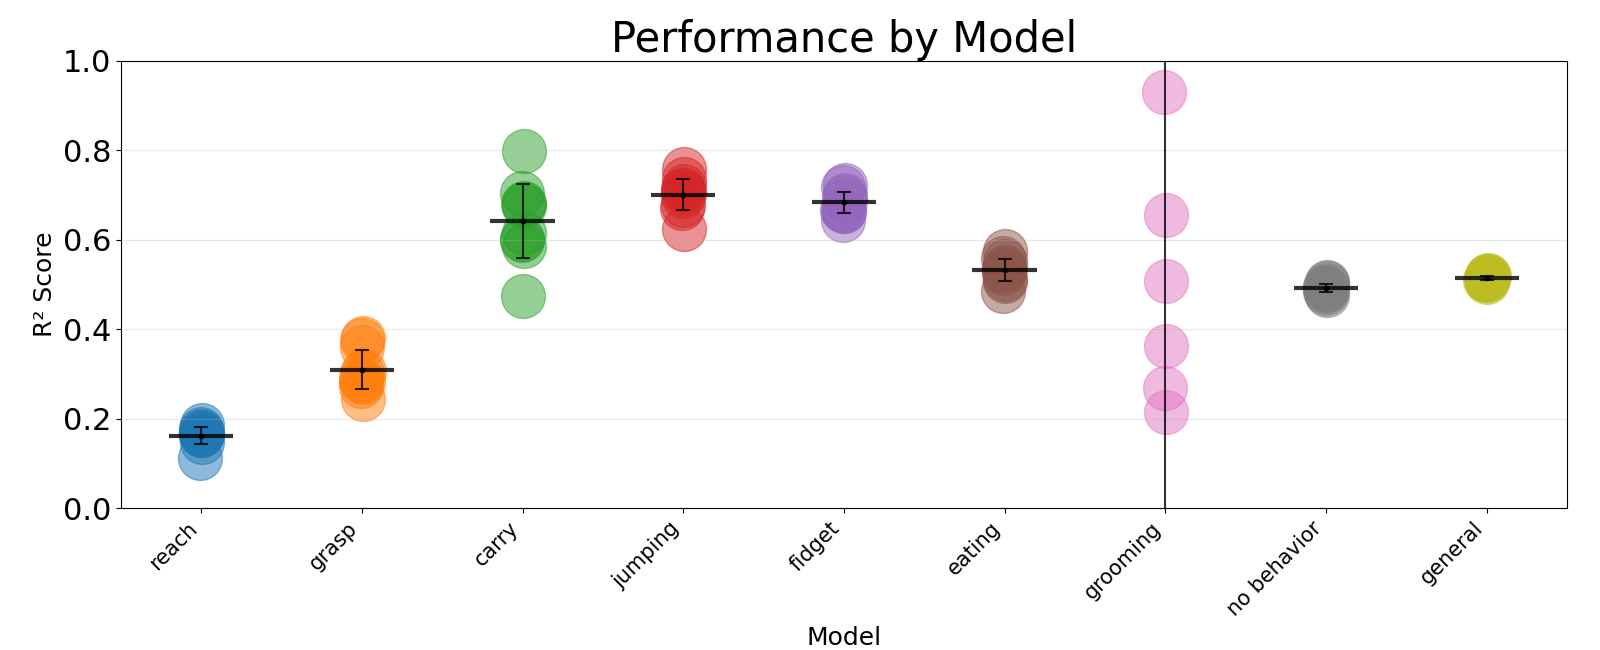 Performance by Model
1.0
0.8
0.6
0.4
0.2
0.0
R² Score
reach
grasp
carry
jumping
fidget
eating
grooming
no behavior
general
Model